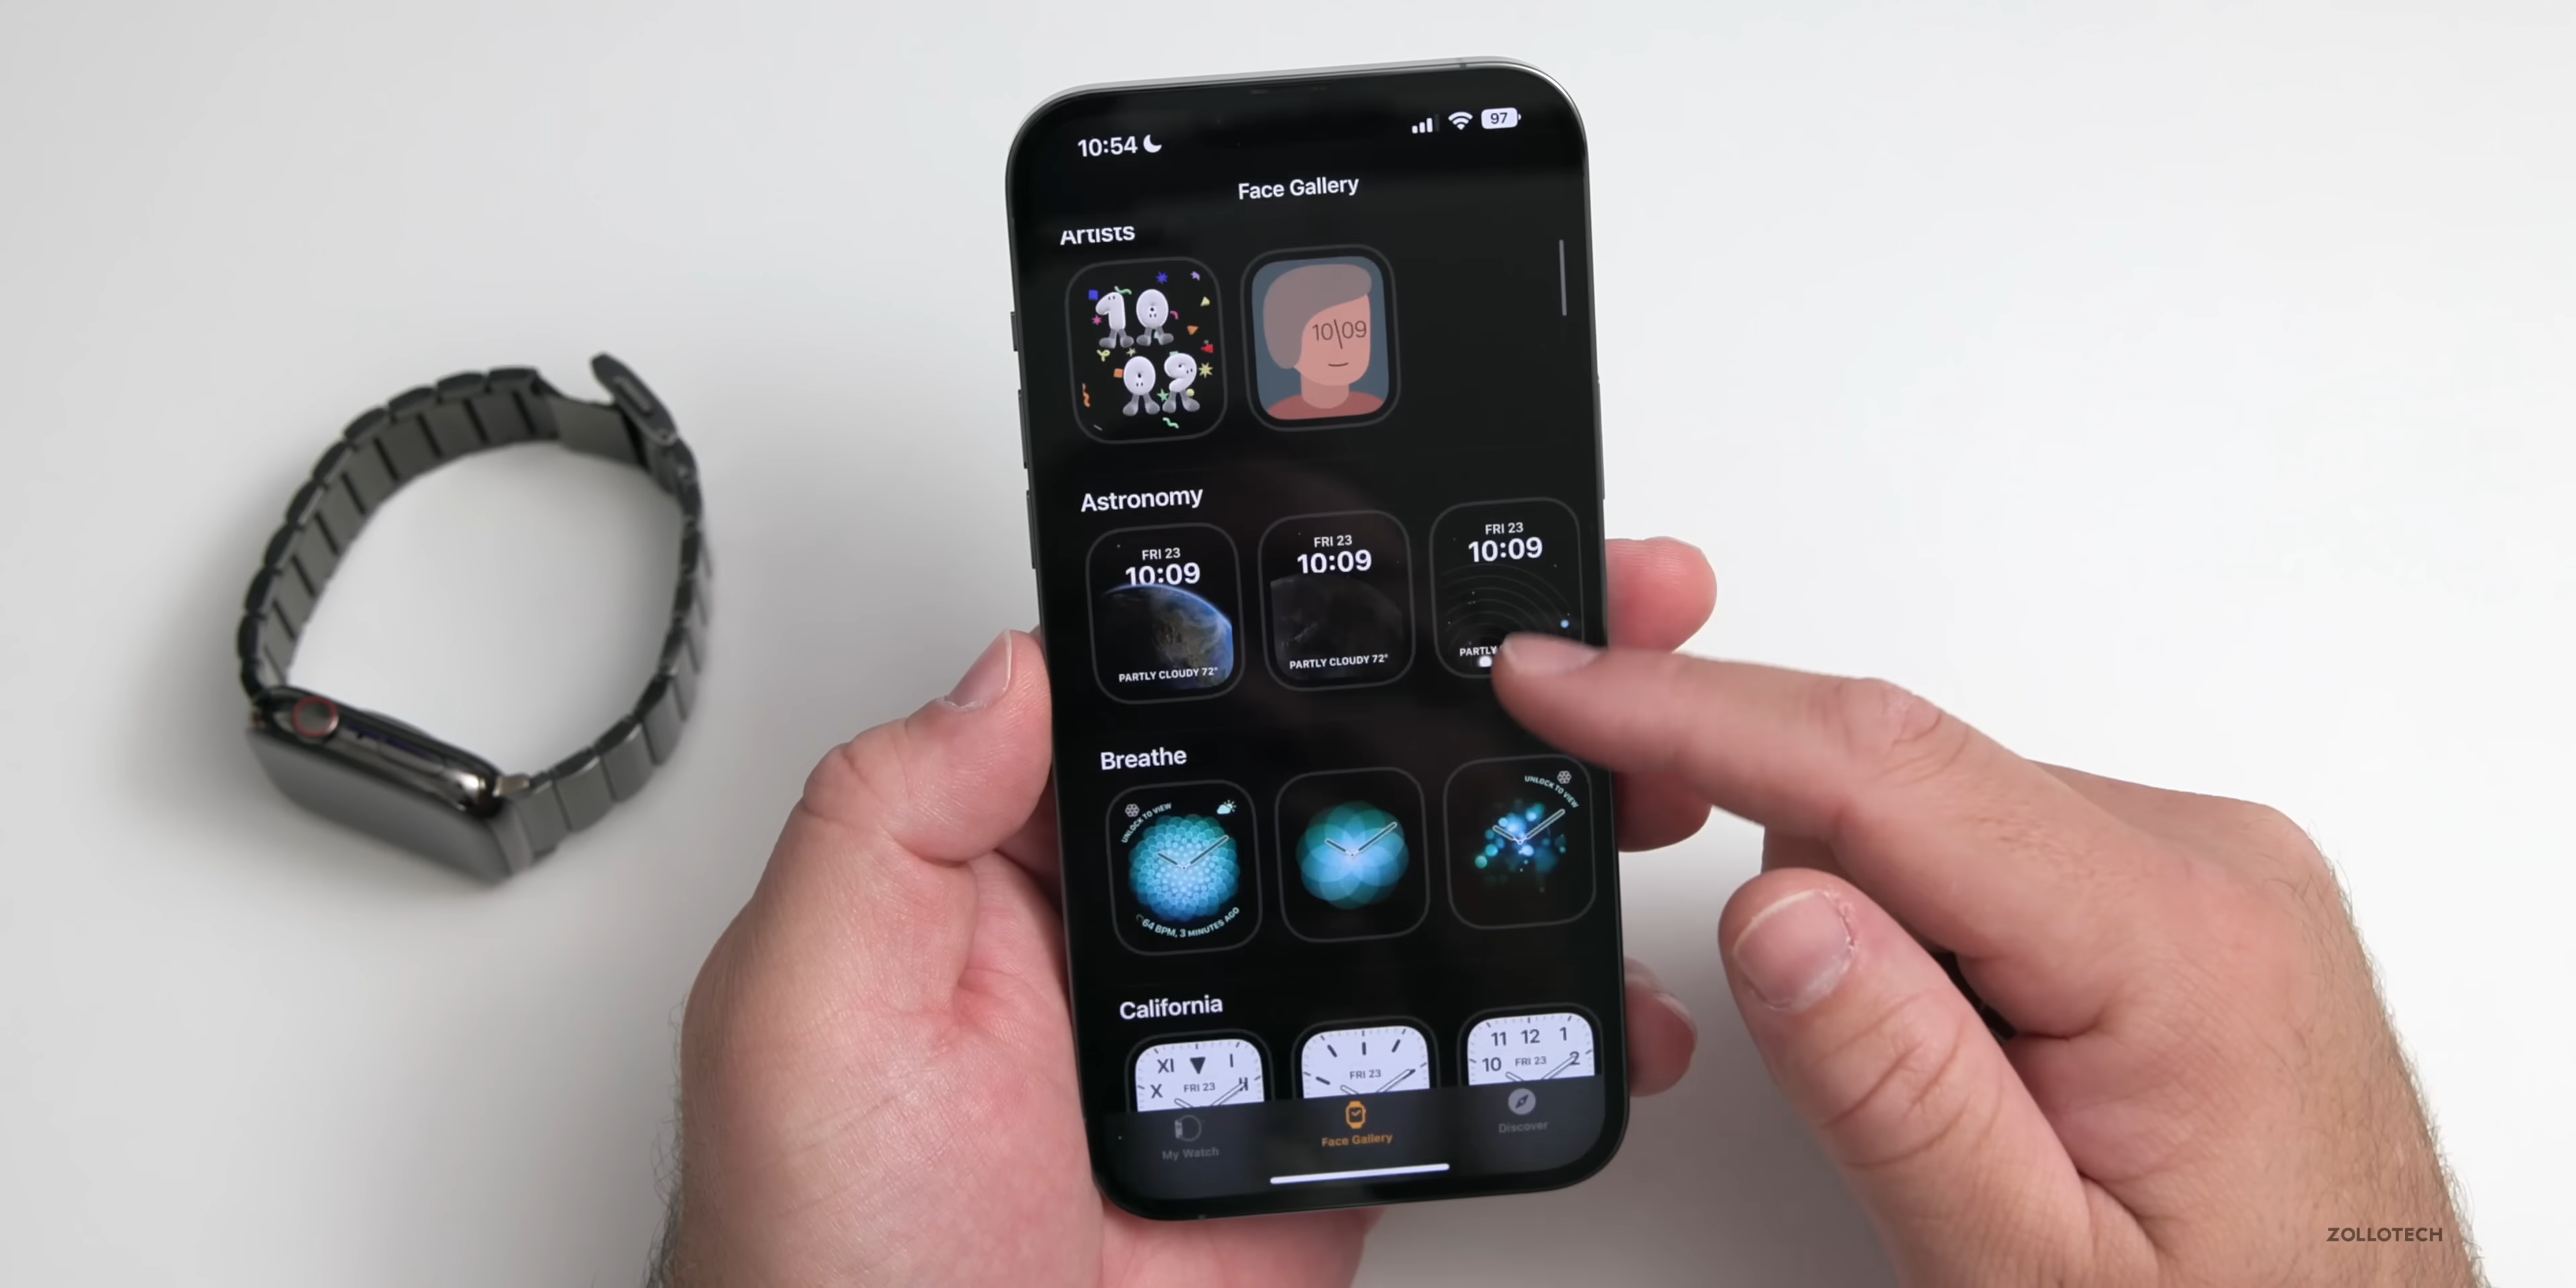 10:54
97
Face Gallery
Artists
10
09
10|09
Astronomy
FRI 23
10:09
PARTLY CLOUDY 72°
FRI 23
10:09
PARTLY CLOUDY 72°
FRI 23
10:09
PARTLY
Breathe
UNLOCK TO VIEW
64 BPM, 3 MINUTES AGO
UNLOCK TO VIEW
California
XI I
X FRI 23 II
FRI 23
11 12 1
10 FRI 23 2
My Watch
Face Gallery
Discover
ZOLLOTECH